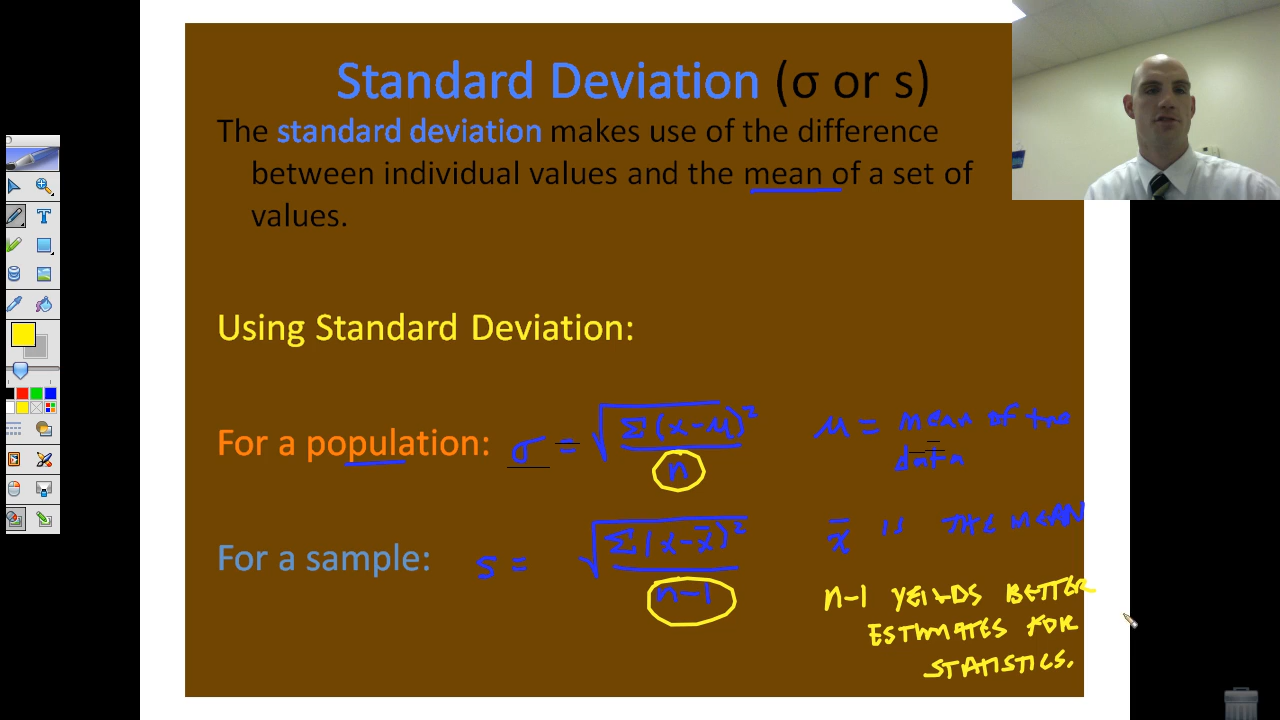 Standard Deviation (σ or s)
The standard deviation makes use of the difference
between individual values and the mean of a set of
values.
Using Standard Deviation:
For a population: σ = √(Σ(x-μ)²/n) μ = mean of the
data
For a sample: s = √(Σ(x-x̄)²/n-1) x̄ is THE MEAN
n-1 YEILDS BETTER
ESTIMATES FOR
STATISTICS.